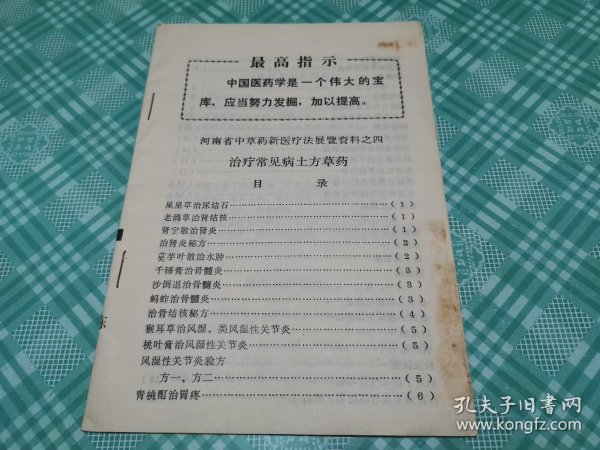 最高指示
中国医药学是一个伟大的宝
库，应当努力发掘，加以提高。
河南省中草药新医疗法展覽資料之四
治疗常见病土方草药
目 录
屎屎草治尿结石……（1）
老鸹草治肾结核……（1）
肾宁散治肾炎……（1）
治肾炎秘方……（2）
茎芋叶散治水肿……（2）
千锤膏治骨髓炎……（3）
沙倒退治骨髓炎……（3）
蚂蚱治骨髓炎……（3）
治骨结核秘方……（4）
猴耳草治风湿、类风湿性关节炎……（5）
桃叶膏治风湿性关节炎……（5）
风湿性关节炎验方
方一、方二……（5）
青桃酊治胃疼……（6）
孔夫子旧书网
book.kongfz.com